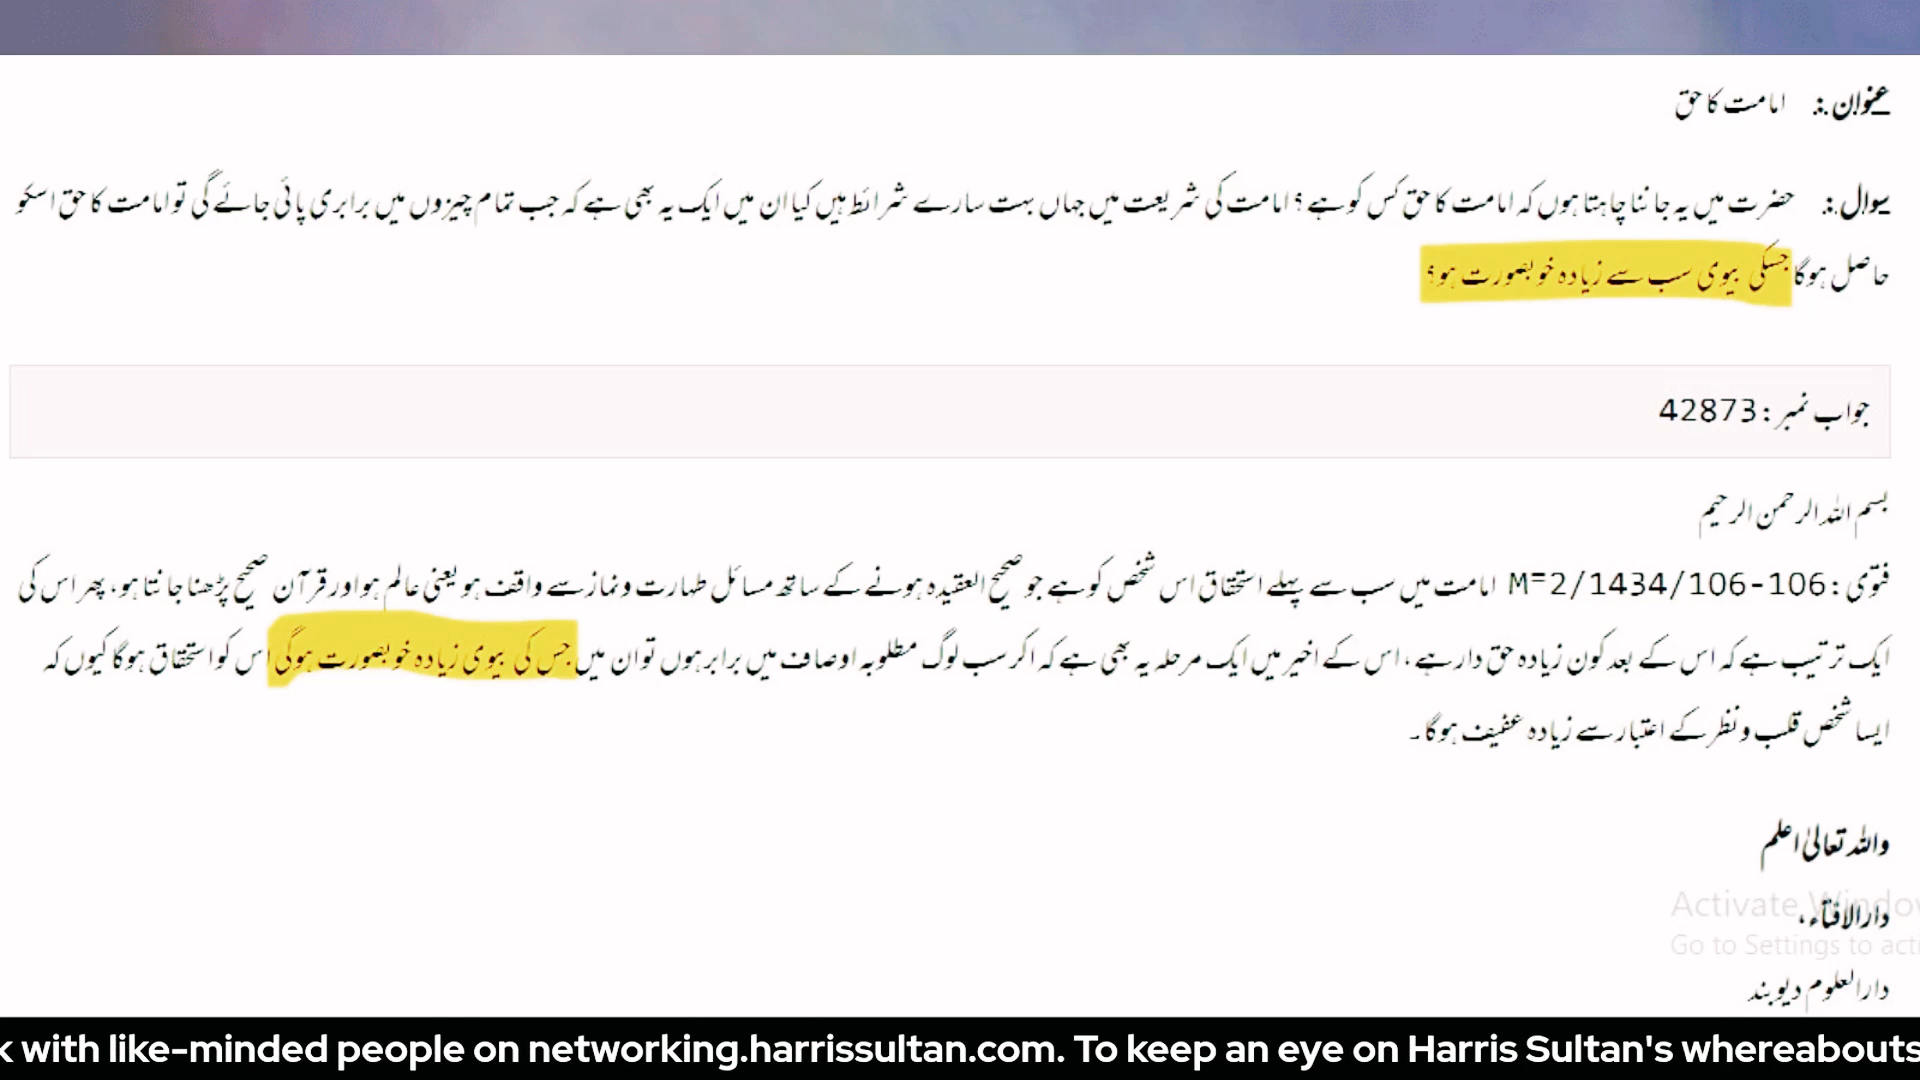 عنوان: امامت کا حق
سوال: حضرت میں یہ جاننا چاہتا ہوں کہ امامت کا حق کس کو ہے؟ امامت کی شریعت میں جہاں بہت سارے شرائط ہیں کیا ان میں ایک یہ بھی ہے کہ جب تمام چیزوں میں برابری پائی جائے گی تو امامت کا حق اسکو
حاصل ہوگا جسکی بیوی سب سے زیادہ خوبصورت ہو؟
جواب نمبر: 42873
بسم الله الرحمن الرحيم
فتوی: 106-106/M=2/1434 امامت میں سب سے پہلے استحقاق اس شخص کو ہے جو صحیح العقیدہ ہونے کے ساتھ مسائل طہارت و نماز سے واقف ہو یعنی عالم ہو اور قرآن صحیح پڑھنا جانتا ہو، پھر اس کی
ایک ترتیب ہے کہ اس کے بعد کون زیادہ حق دار ہے، اس کے اخیر میں ایک مرحلہ یہ بھی ہے کہ اگر سب لوگ مطلوبہ اوصاف میں برابر ہوں تو ان میں جس کی بیوی زیادہ خوبصورت ہوگی اس کو استحقاق ہوگا کیوں کہ
ایسا شخص قلب و نظر کے اعتبار سے زیادہ عفیف ہوگا۔
واللہ تعالیٰ اعلم
دارالافتاء،
دارالعلوم دیوبند
Activate Window
Go to Settings to acti
k with like-minded people on networking.harrissultan.com. To keep an eye on Harris Sultan's whereabouts